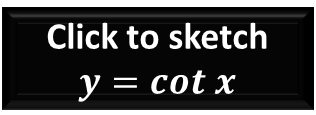 Click to sketch
y = cot x